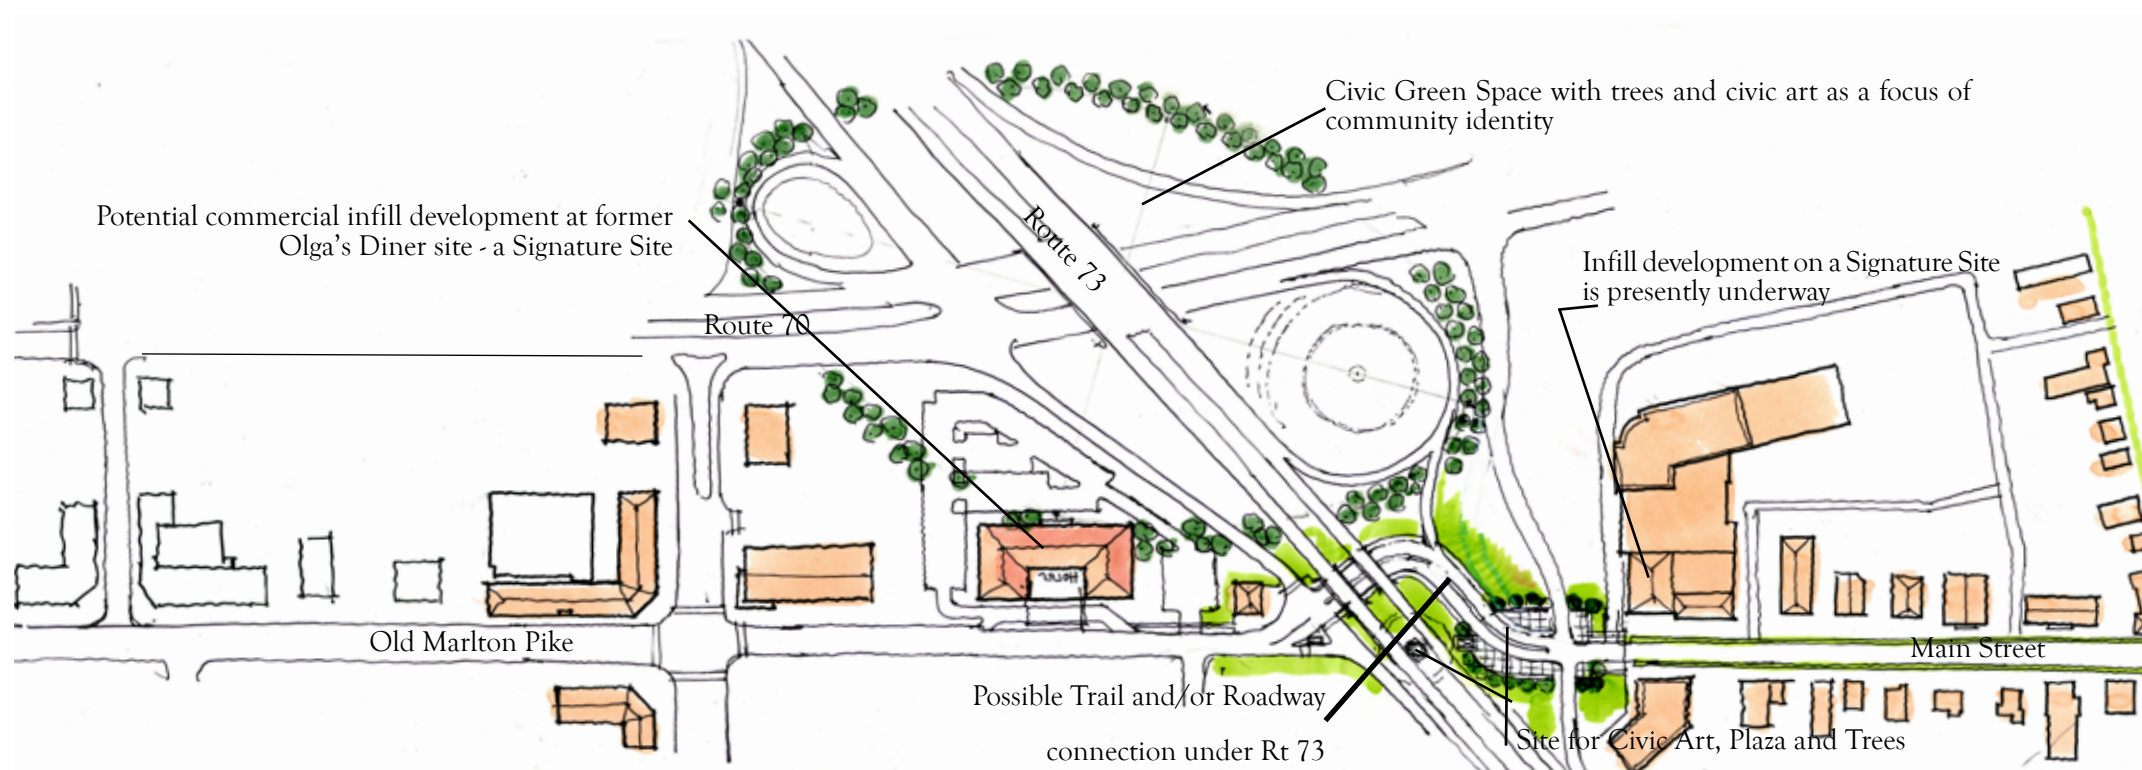 Civic Green Space with trees and civic art as a focus of
community identity
Potential commercial infill development at former
Olga's Diner site - a Signature Site
Route 73
Infill development on a Signature Site
is presently underway
Route 70
Old Marlton Pike
Main Street
Possible Trail and/or Roadway
connection under Rt 73
Site for Civic Art, Plaza and Trees